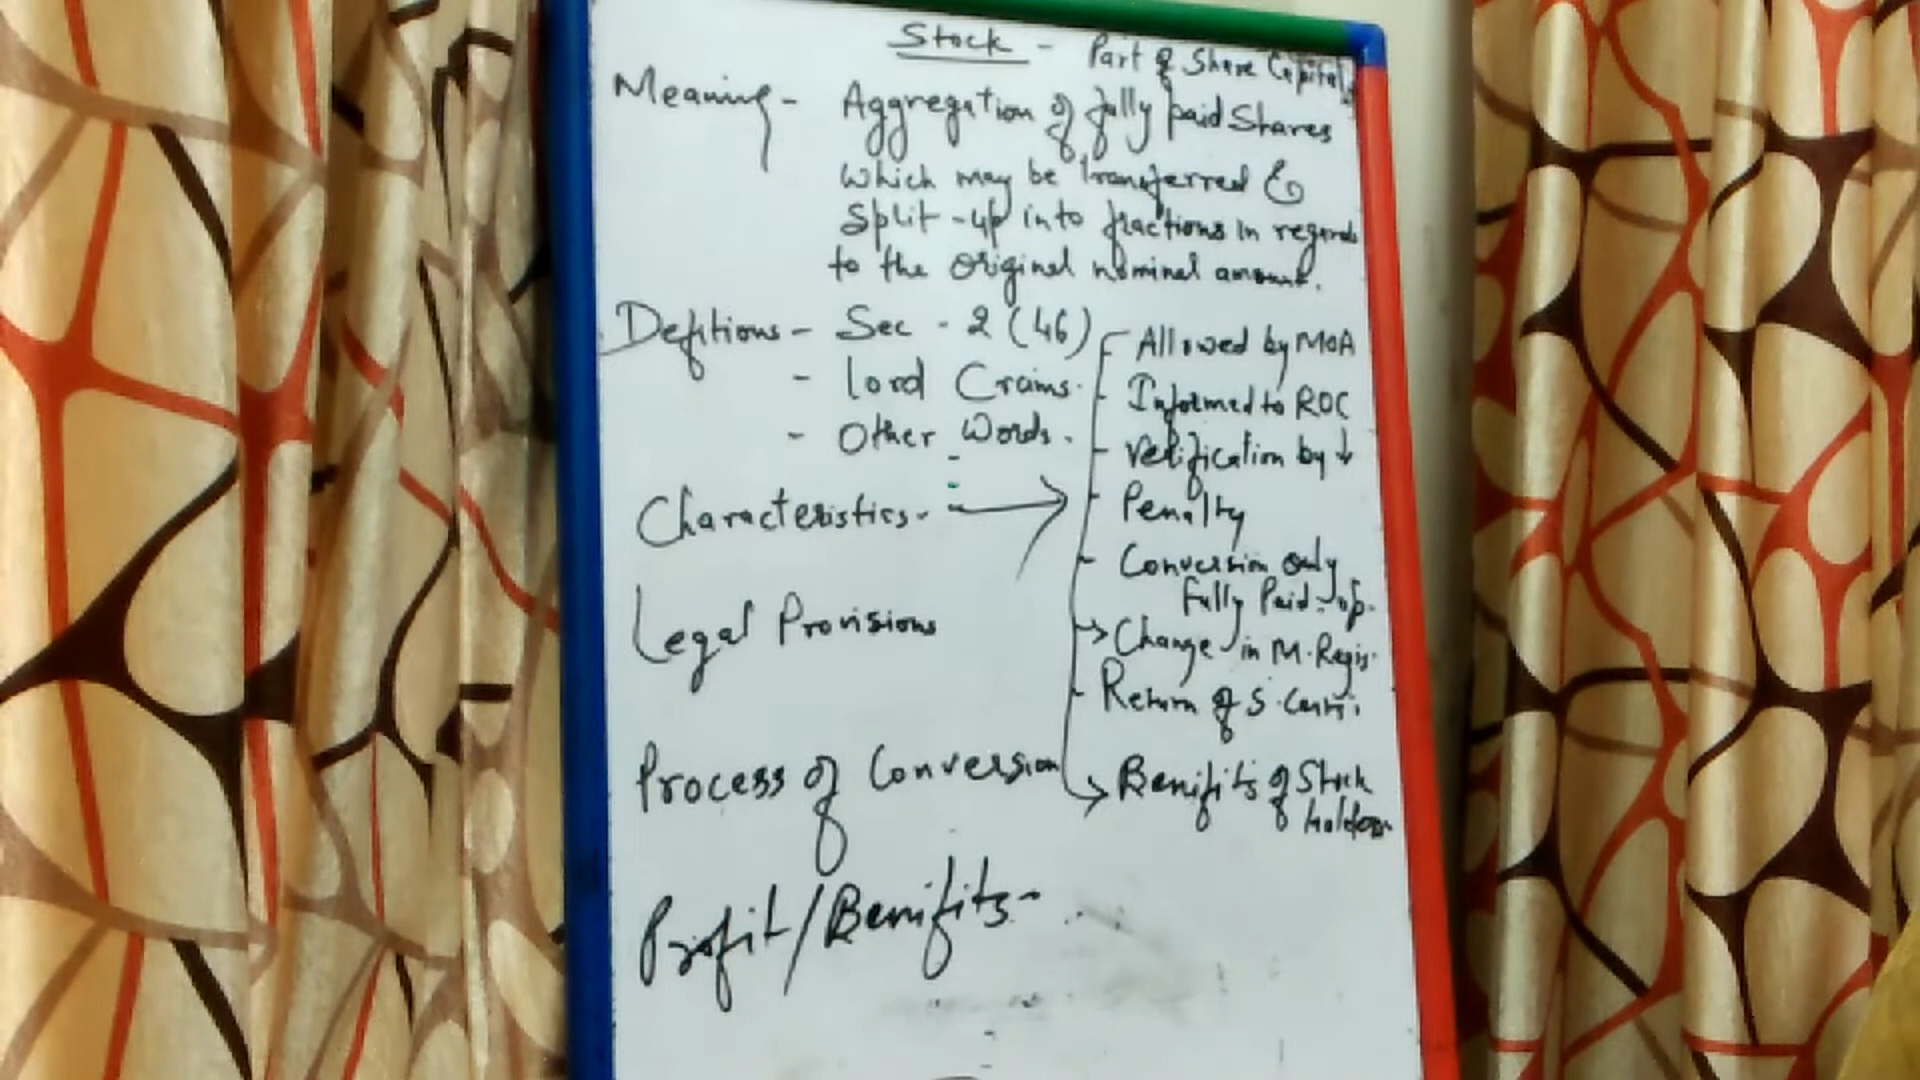 Stock - Part of Share Capital
Meaning - Aggregation of fully paid Shares
which may be transferred &
Split-up into fractions in regards
to the original nominal amount.
Defitions - Sec - 2 (46)
- Lord Crains.
- Other Words.
Characteristics. -
Legal Provisions
Process of Conversion
Profit/Benifits -
- Allowed by MOA
- Informed to ROC
- Verification by ↓
- Penalty
- Conversion only
fully Paid-up.
→ Change in M. Regis.
- Return of S. Certi.
→ Benifits of Stock
holders